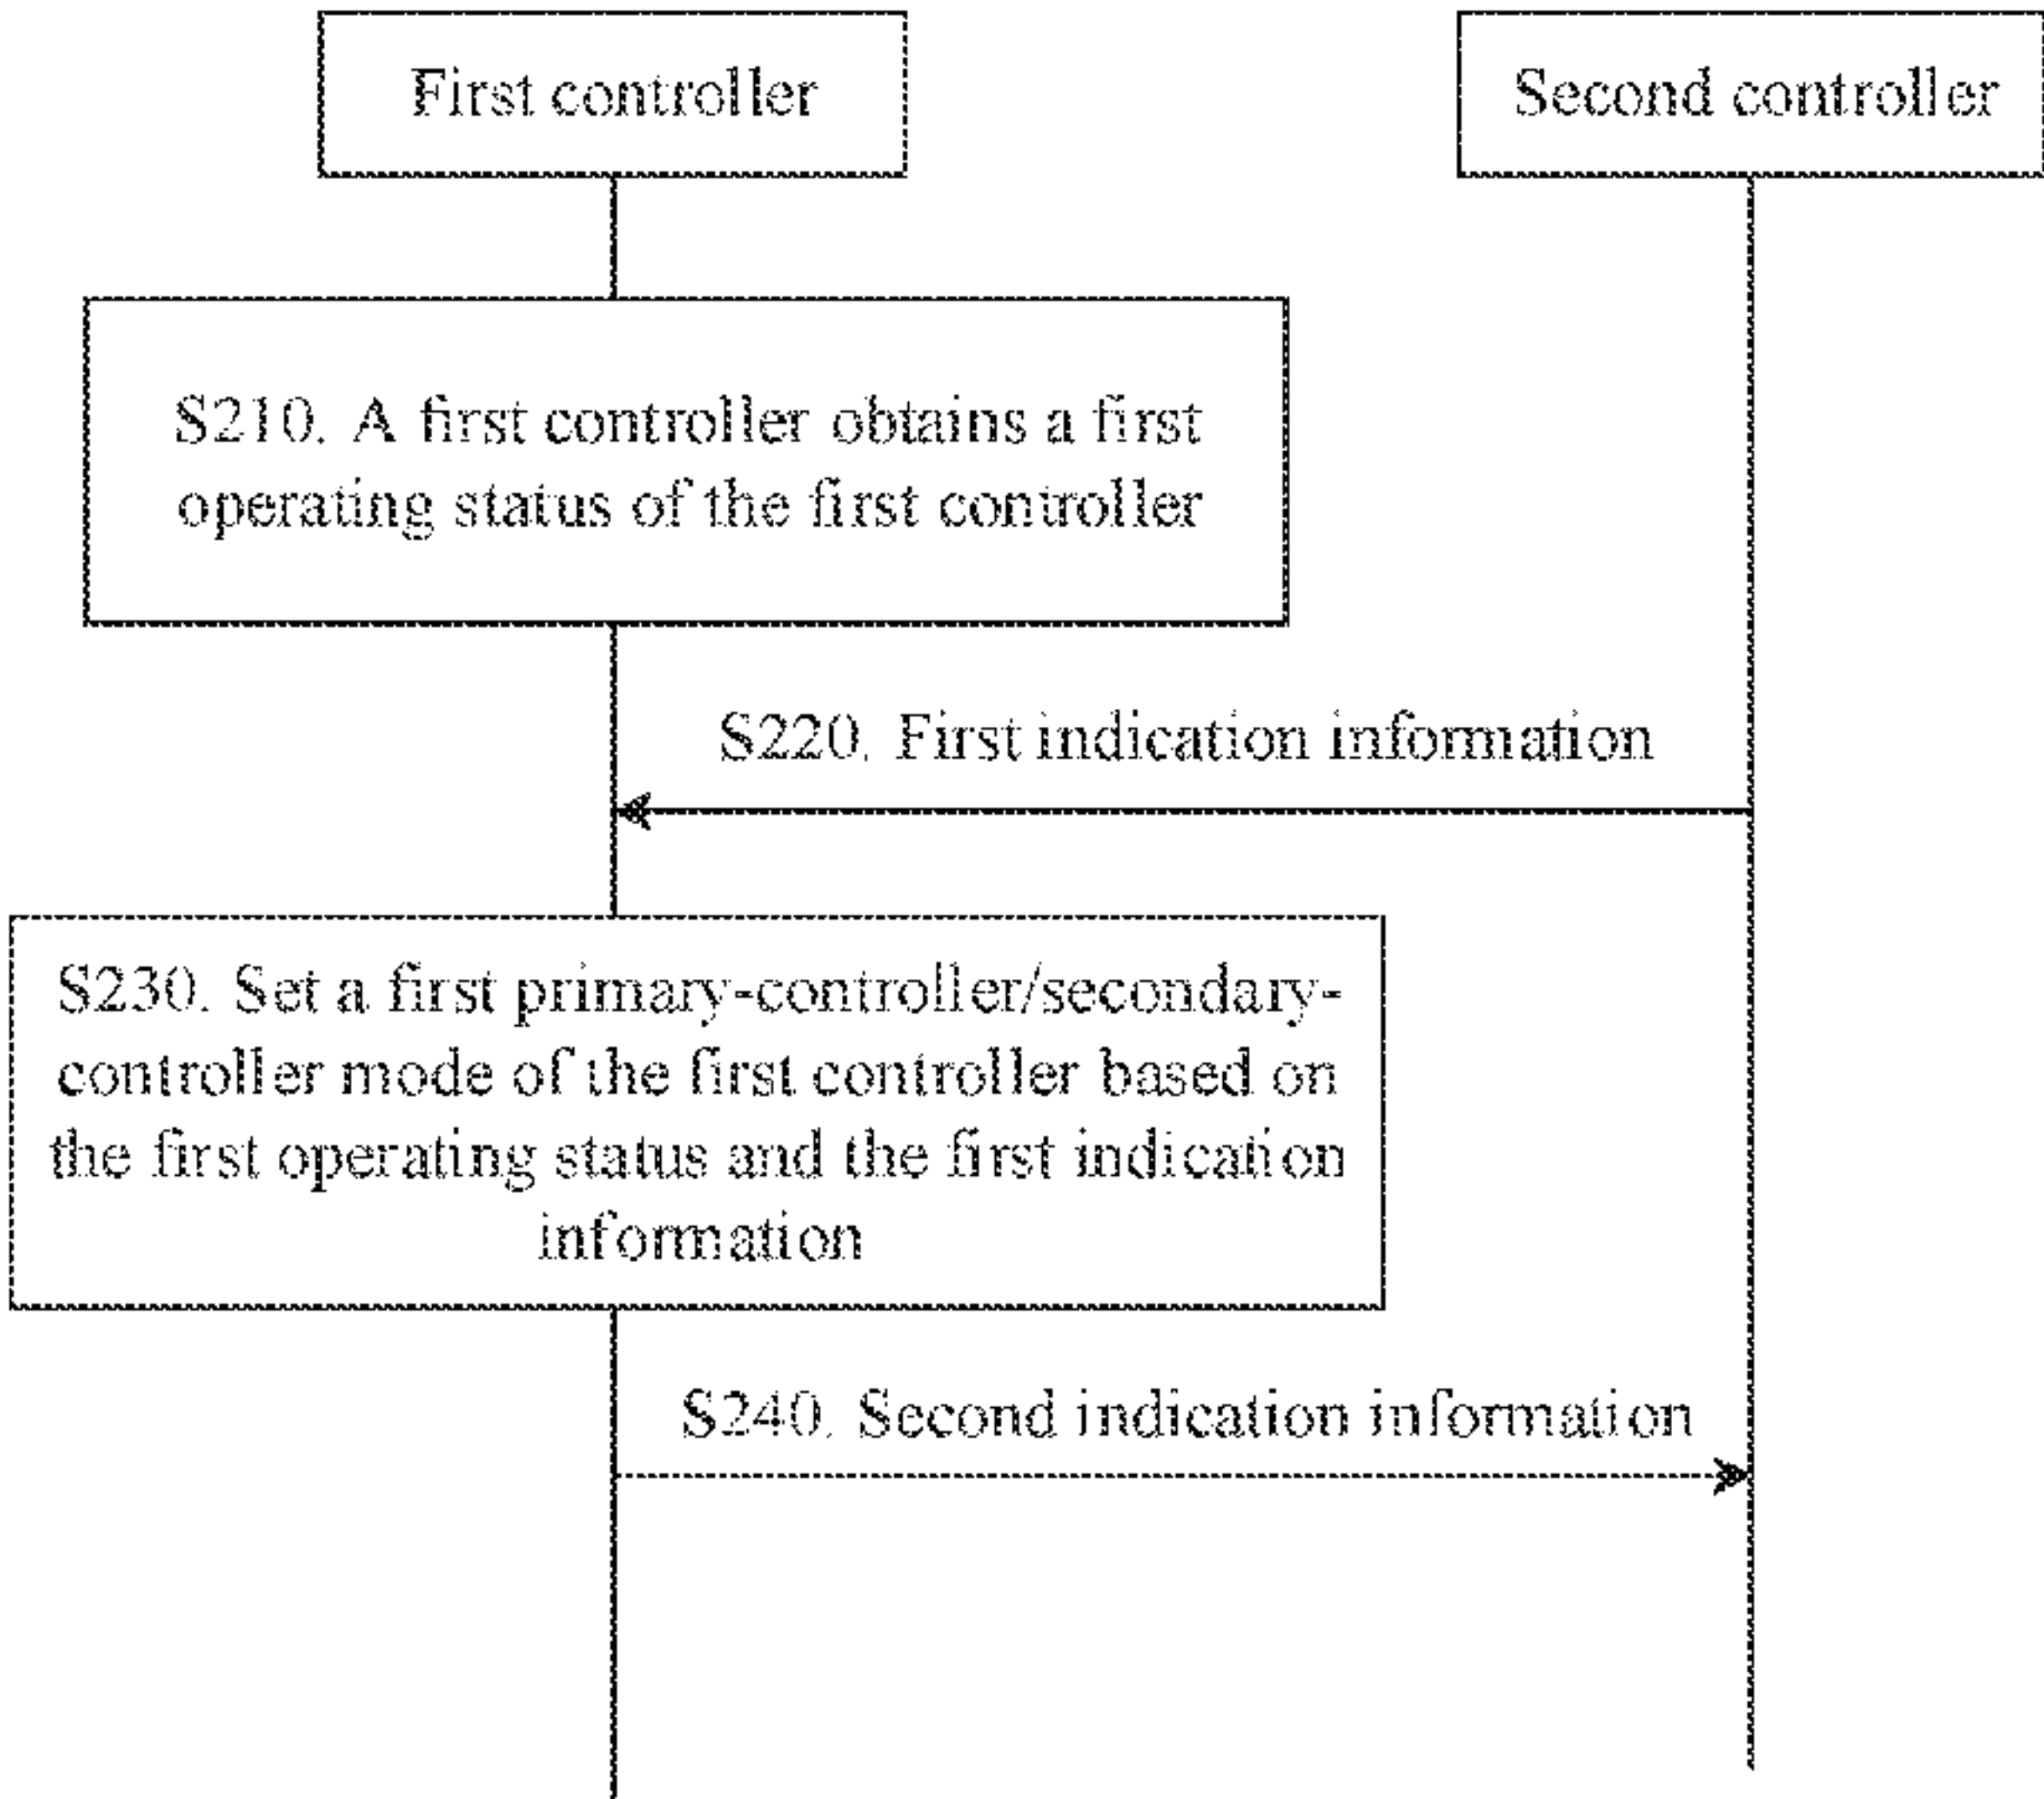 First controller
Second controller
S210. A first controller obtains a first
operating status of the first controller
S220. First indication information
S230. Set a first primary-controller/secondary-
controller mode of the first controller based on
the first operating status and the first indication
information
S240. Second indication information